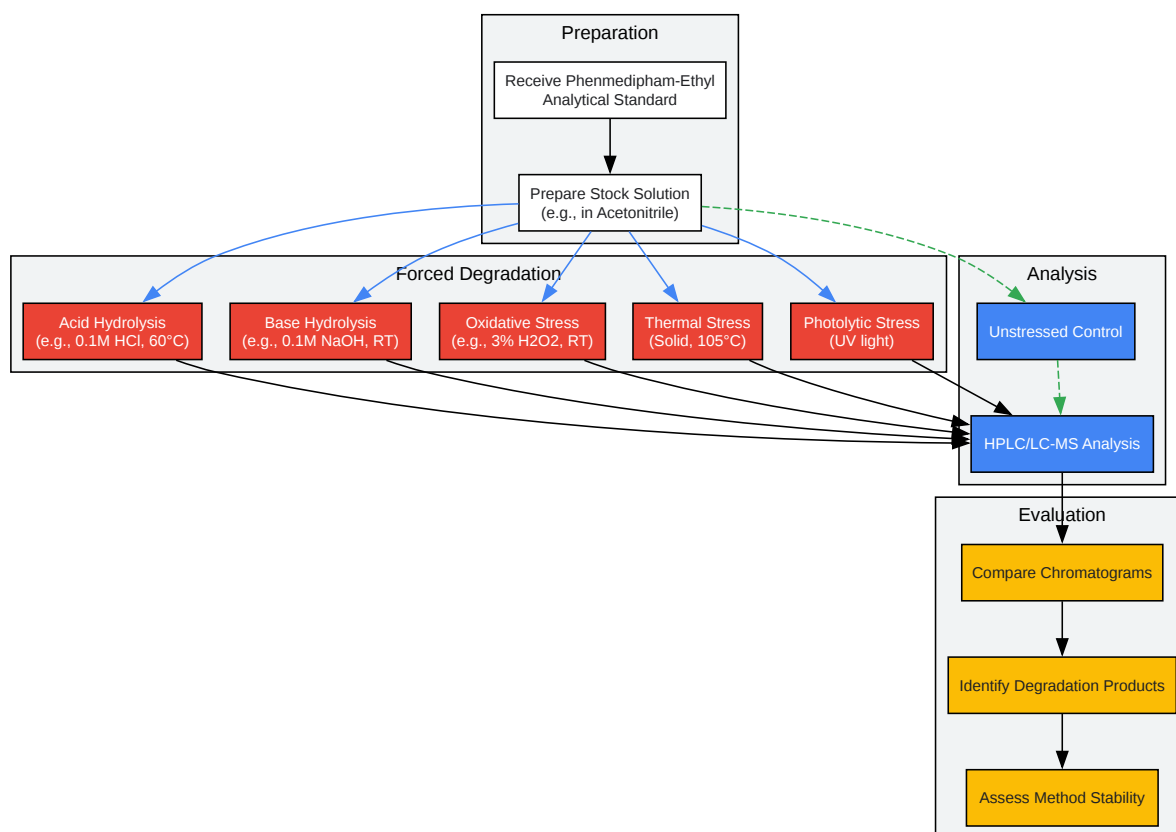 Preparation
Receive Phenmedipham-Ethyl
Analytical Standard
Prepare Stock Solution
(e.g., in Acetonitrile)
Forced Degradation
Acid Hydrolysis
(e.g., 0.1M HCl, 60°C)
Base Hydrolysis
(e.g., 0.1M NaOH, RT)
Oxidative Stress
(e.g., 3% H2O2, RT)
Thermal Stress
(Solid, 105°C)
Photolytic Stress
(UV light)
Analysis
Unstressed Control
HPLC/LC-MS Analysis
Evaluation
Compare Chromatograms
Identify Degradation Products
Assess Method Stability